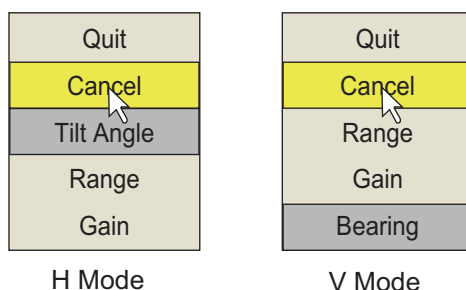 Quit
Cancel
Tilt Angle
Range
Gain
H Mode
Quit
Cancel
Range
Gain
Bearing
V Mode